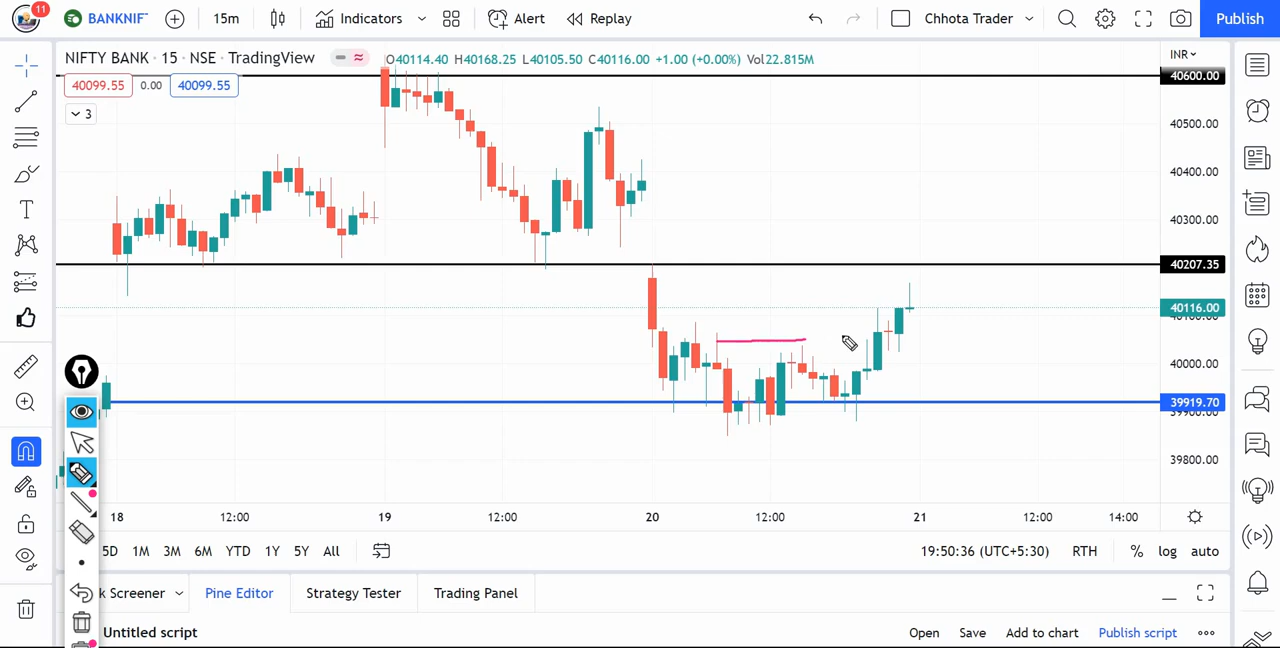 11
BANKNIF
15m
Indicators
Alert
Replay
Chhota Trader
Publish
NIFTY BANK · 15 · NSE · TradingView
O40114.40 H40168.25 L40105.50 C40116.00 +1.00 (+0.00%) Vol22.815M
INR
40099.55 0.00 40099.55
3
40600.00
40500.00
40400.00
40300.00
40207.35
40116.00
40100.00
40000.00
39919.70
39900.00
39800.00
18 12:00 19 12:00 20 12:00 21 12:00 14:00
5D 1M 3M 6M YTD 1Y 5Y All
19:50:36 (UTC+5:30) RTH % log auto
k Screener Pine Editor Strategy Tester Trading Panel
Untitled script
Open Save Add to chart Publish script